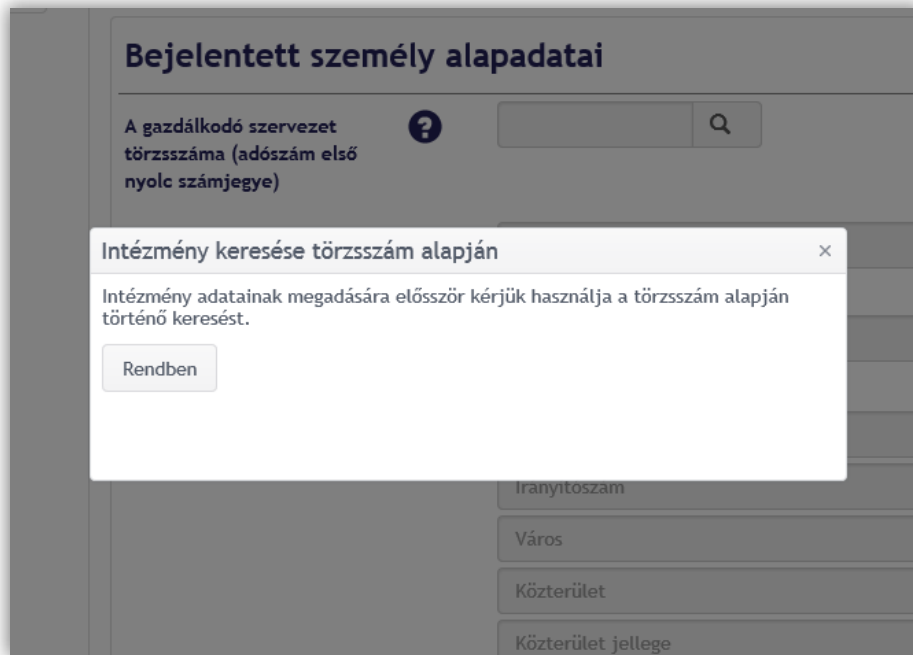 Bejelentett személy alapadatai
A gazdálkodó szervezet
törzsszáma (adószám első
nyolc számjegye)
?
Intézmény keresése törzsszám alapján
×
Intézmény adatainak megadására elősször kérjük használja a törzsszám alapján
történő keresést.
Rendben
Irányítószám
Város
Közterület
Közterület jellege